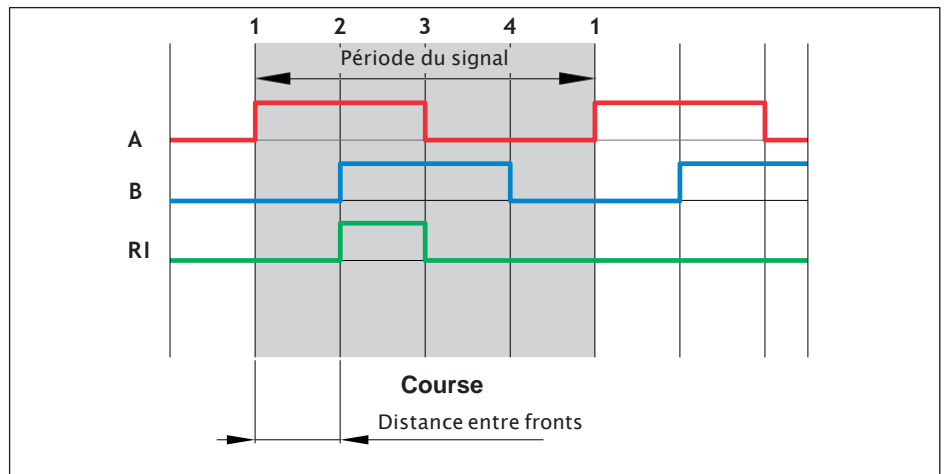 1 2 3 4 1
Période du signal
A
B
RI
Course
Distance entre fronts